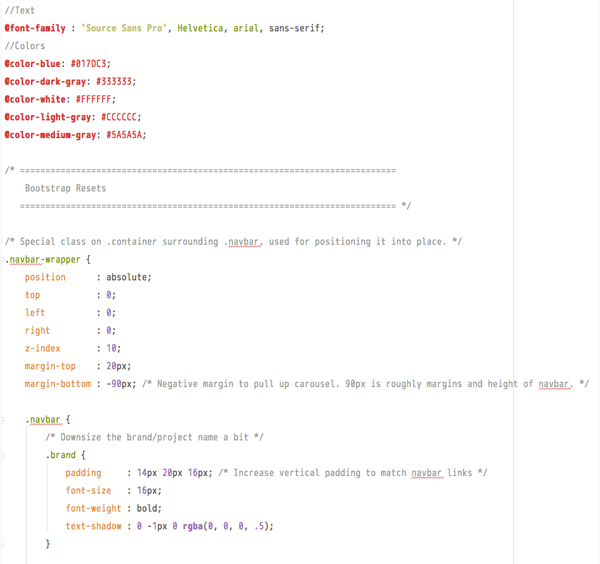 //Text
@font-family : 'Source Sans Pro', Helvetica, arial, sans-serif;
//Colors
@color-blue: #017DC3;
@color-dark-gray: #333333;
@color-white: #FFFFFF;
@color-light-gray: #CCCCCC;
@color-medium-gray: #5A5A5A;
/* ==========================================================================
Bootstrap Resets
========================================================================== */
/* Special class on .container surrounding .navbar, used for positioning it into place. */
.navbar-wrapper {
position : absolute;
top : 0;
left : 0;
right : 0;
z-index : 10;
margin-top : 20px;
margin-bottom : -90px; /* Negative margin to pull up carousel. 90px is roughly margins and height of navbar. */
.navbar {
/* Downsize the brand/project name a bit */
.brand {
padding : 14px 20px 16px; /* Increase vertical padding to match navbar links */
font-size : 16px;
font-weight : bold;
text-shadow : 0 -1px 0 rgba(0, 0, 0, .5);
}